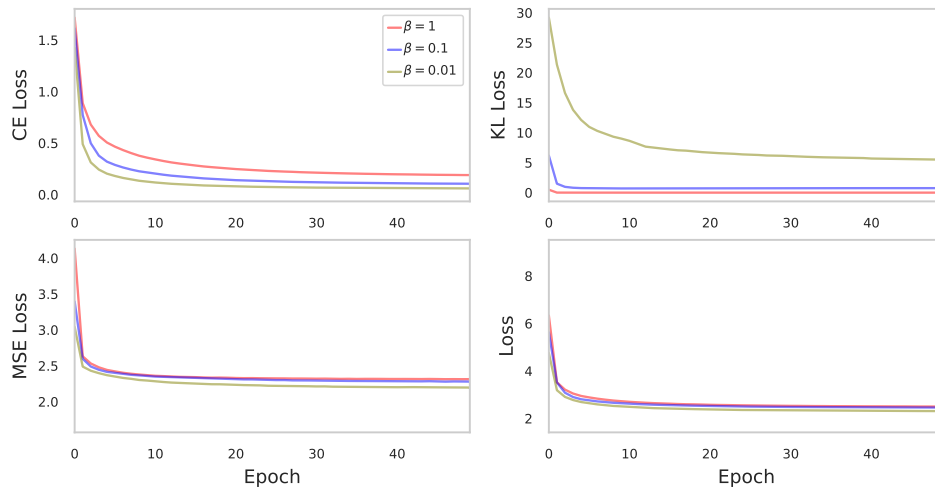 CE Loss
1.5
1.0
0.5
0.0
0 10 20 30 40
β = 1
β = 0.1
β = 0.01
KL Loss
30
25
20
15
10
5
0
0 10 20 30 40
MSE Loss
4.0
3.5
3.0
2.5
2.0
0 10 20 30 40
Epoch
Loss
8
6
4
2
0 10 20 30 40
Epoch